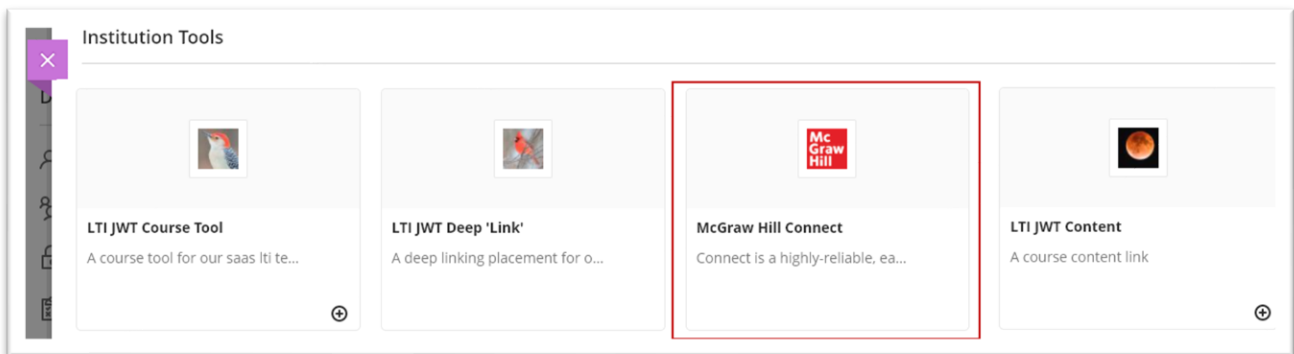 Institution Tools
Mc
Graw
Hill
LTI JWT Course Tool
A course tool for our saas lti te...
LTI JWT Deep 'Link'
A deep linking placement for o...
McGraw Hill Connect
Connect is a highly-reliable, ea...
LTI JWT Content
A course content link